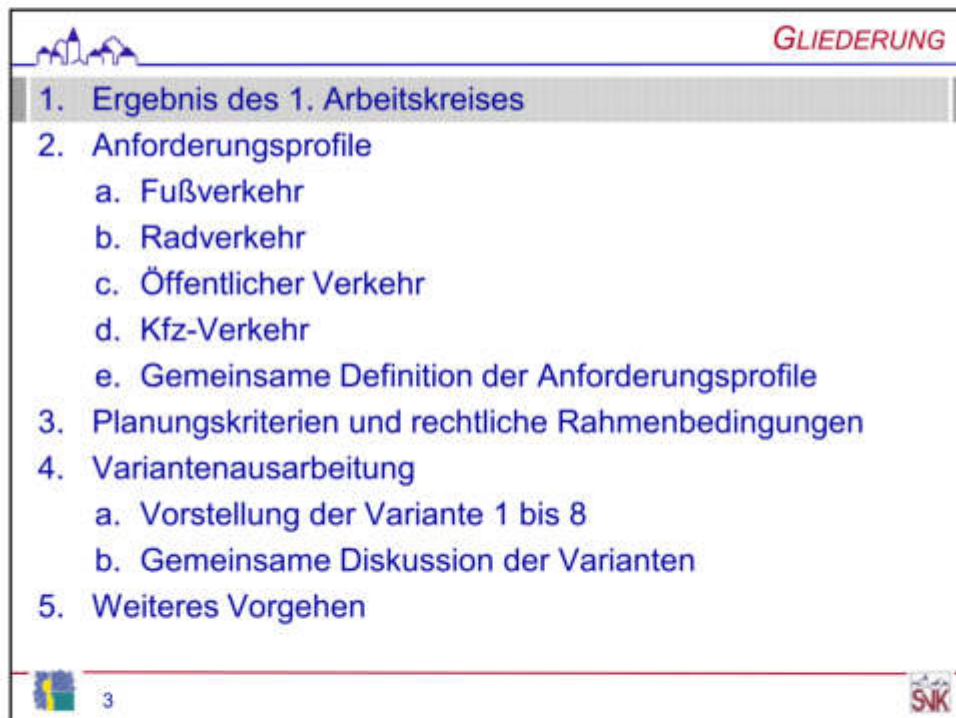 GLIEDERUNG
1. Ergebnis des 1. Arbeitskreises
2. Anforderungsprofile
a. Fußverkehr
b. Radverkehr
c. Öffentlicher Verkehr
d. Kfz-Verkehr
e. Gemeinsame Definition der Anforderungsprofile
3. Planungskriterien und rechtliche Rahmenbedingungen
4. Variantenausarbeitung
a. Vorstellung der Variante 1 bis 8
b. Gemeinsame Diskussion der Varianten
5. Weiteres Vorgehen
3
SVK